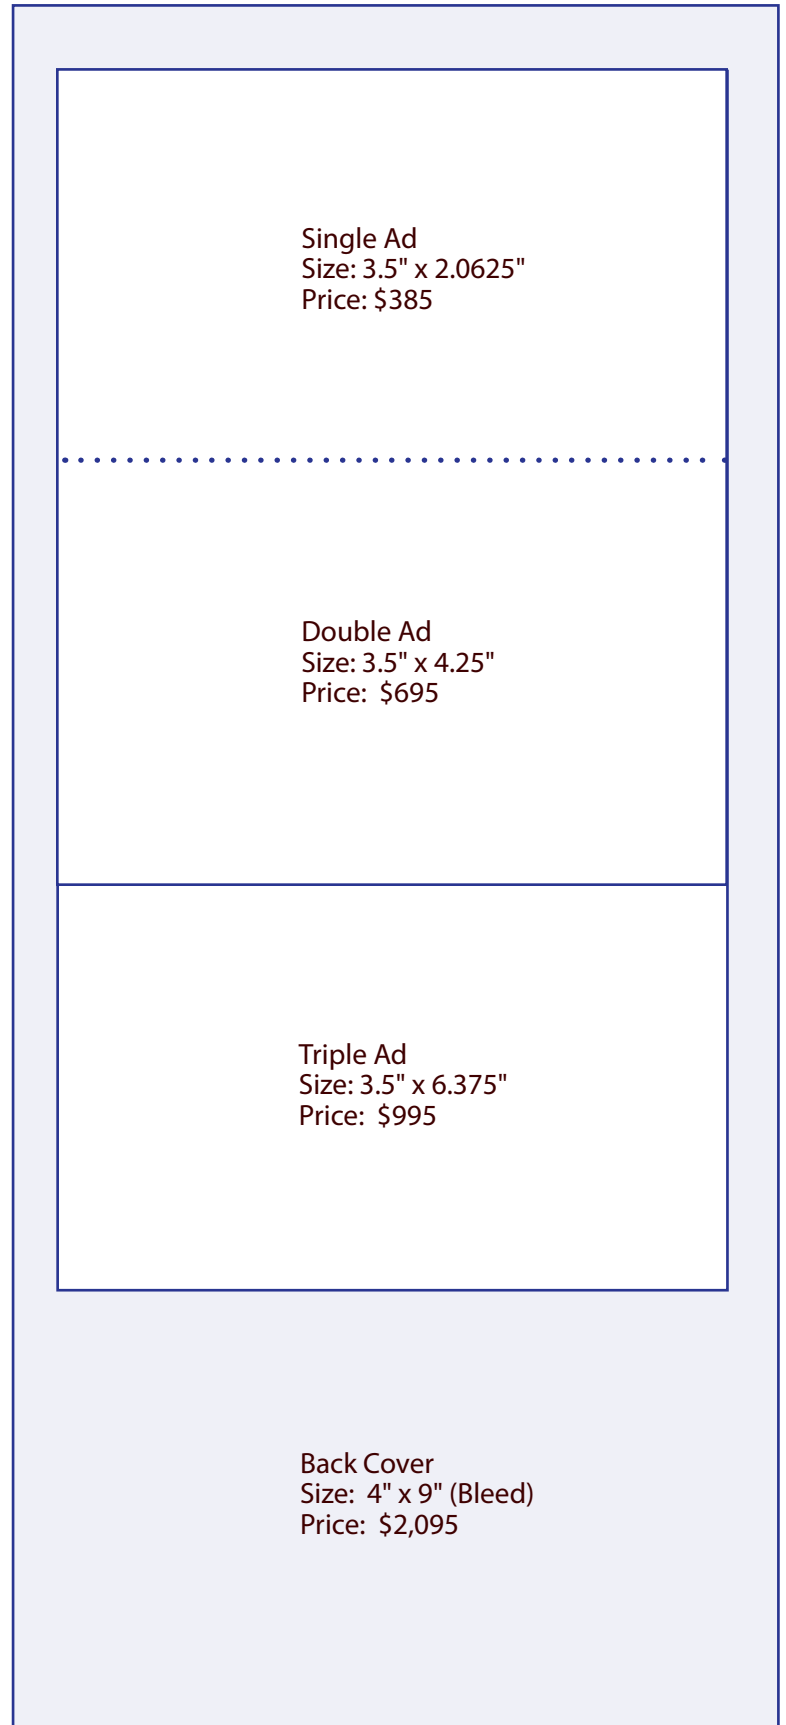 Single Ad
Size: 3.5" x 2.0625"
Price: $385
Double Ad
Size: 3.5" x 4.25"
Price:  $695
Triple Ad
Size: 3.5" x 6.375"
Price:  $995
Back Cover
Size:  4" x 9" (Bleed)
Price:  $2,095